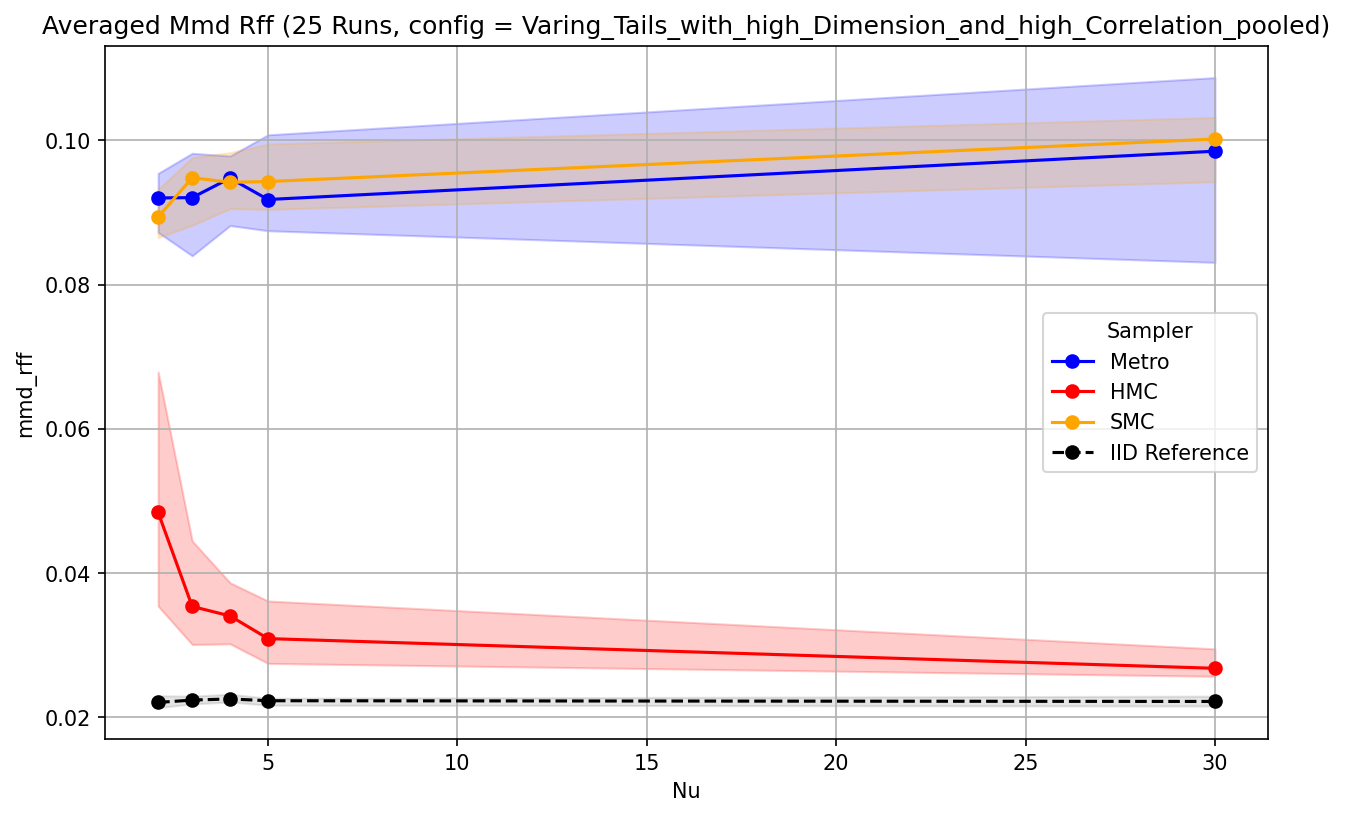 Averaged Mmd Rff (25 Runs, config = Varing_Tails_with_high_Dimension_and_high_Correlation_pooled)
0.10
0.08
0.06
0.04
0.02
mmd_rff
Sampler
Metro
HMC
SMC
IID Reference
5 10 15 20 25 30
Nu